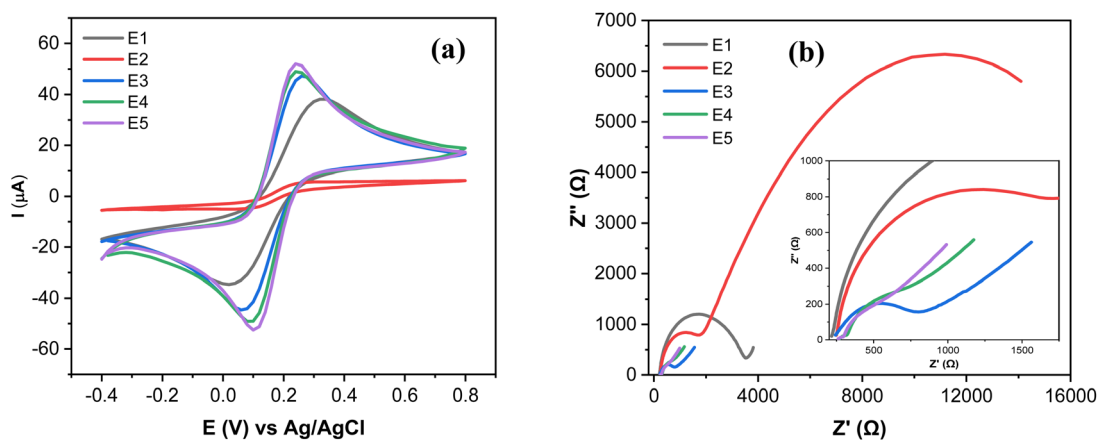 (a)
E1
E2
E3
E4
E5
60
40
20
0
-20
-40
-60
I (μA)
-0.4 -0.2 0.0 0.2 0.4 0.6 0.8
E (V) vs Ag/AgCl
(b)
E1
E2
E3
E4
E5
7000
6000
5000
4000
3000
2000
1000
0
Z'' (Ω)
0 4000 8000 12000 16000
Z' (Ω)
1000
800
600
400
200
0
Z'' (Ω)
500 1000 1500
Z' (Ω)